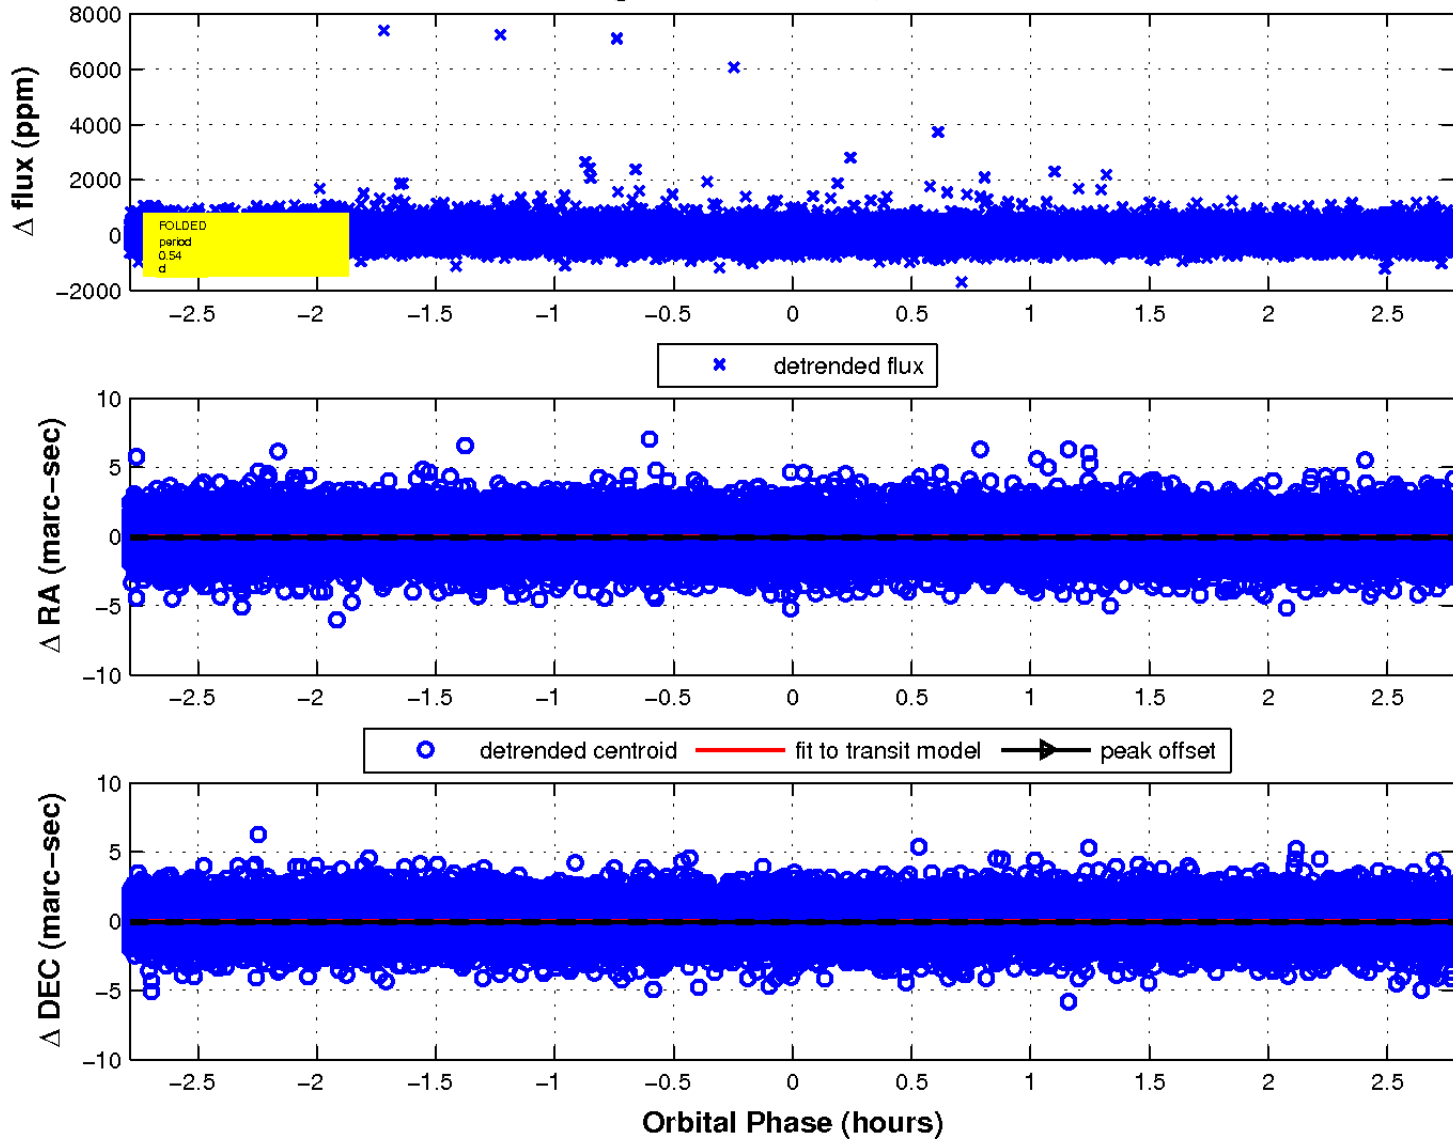 8000
6000
4000
2000
0
−2000
Δ flux (ppm)
FOLDED
period
0.54
d
−2.5 −2 −1.5 −1 −0.5 0 0.5 1 1.5 2 2.5
detrended flux
10
5
0
−5
−10
Δ RA (marc−sec)
−2.5 −2 −1.5 −1 −0.5 0 0.5 1 1.5 2 2.5
detrended centroid fit to transit model peak offset
10
5
0
−5
−10
Δ DEC (marc−sec)
−2.5 −2 −1.5 −1 −0.5 0 0.5 1 1.5 2 2.5
Orbital Phase (hours)